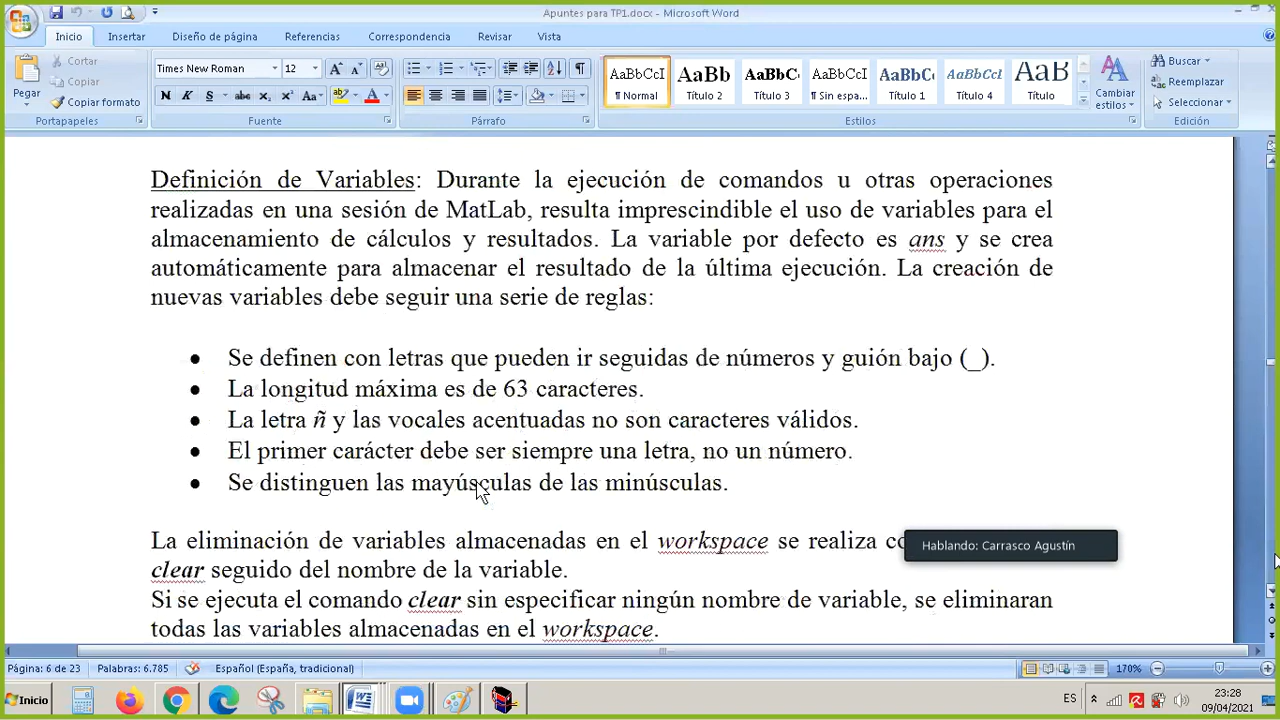 Apuntes para TP1.docx - Microsoft Word
Inicio Insertar Diseño de página Referencias Correspondencia Revisar Vista
Pegar
Cortar
Copiar
Copiar formato
Portapapeles
Times New Roman 12
N K S abc x₂ x² Aa
Fuente
Párrafo
AaBbCcI AaBb AaBbC AaBbCcI AaBbC AaBbCcI AaB
¶ Normal Título 2 Título 3 ¶ Sin espa... Título 1 Título 4 Título
Cambiar estilos
Estilos
Buscar
Reemplazar
Seleccionar
Edición
Definición de Variables: Durante la ejecución de comandos u otras operaciones
realizadas en una sesión de MatLab, resulta imprescindible el uso de variables para el
almacenamiento de cálculos y resultados. La variable por defecto es ans y se crea
automáticamente para almacenar el resultado de la última ejecución. La creación de
nuevas variables debe seguir una serie de reglas:
• Se definen con letras que pueden ir seguidas de números y guión bajo (_).
• La longitud máxima es de 63 caracteres.
• La letra ñ y las vocales acentuadas no son caracteres válidos.
• El primer carácter debe ser siempre una letra, no un número.
• Se distinguen las mayúsculas de las minúsculas.
La eliminación de variables almacenadas en el workspace se realiza
Hablando: Carrasco Agustín
clear seguido del nombre de la variable.
Si se ejecuta el comando clear sin especificar ningún nombre de variable, se eliminaran
todas las variables almacenadas en el workspace.
Página: 6 de 23 Palabras: 6.785 Español (España, tradicional) 170%
Inicio ES 23:28
09/04/2021